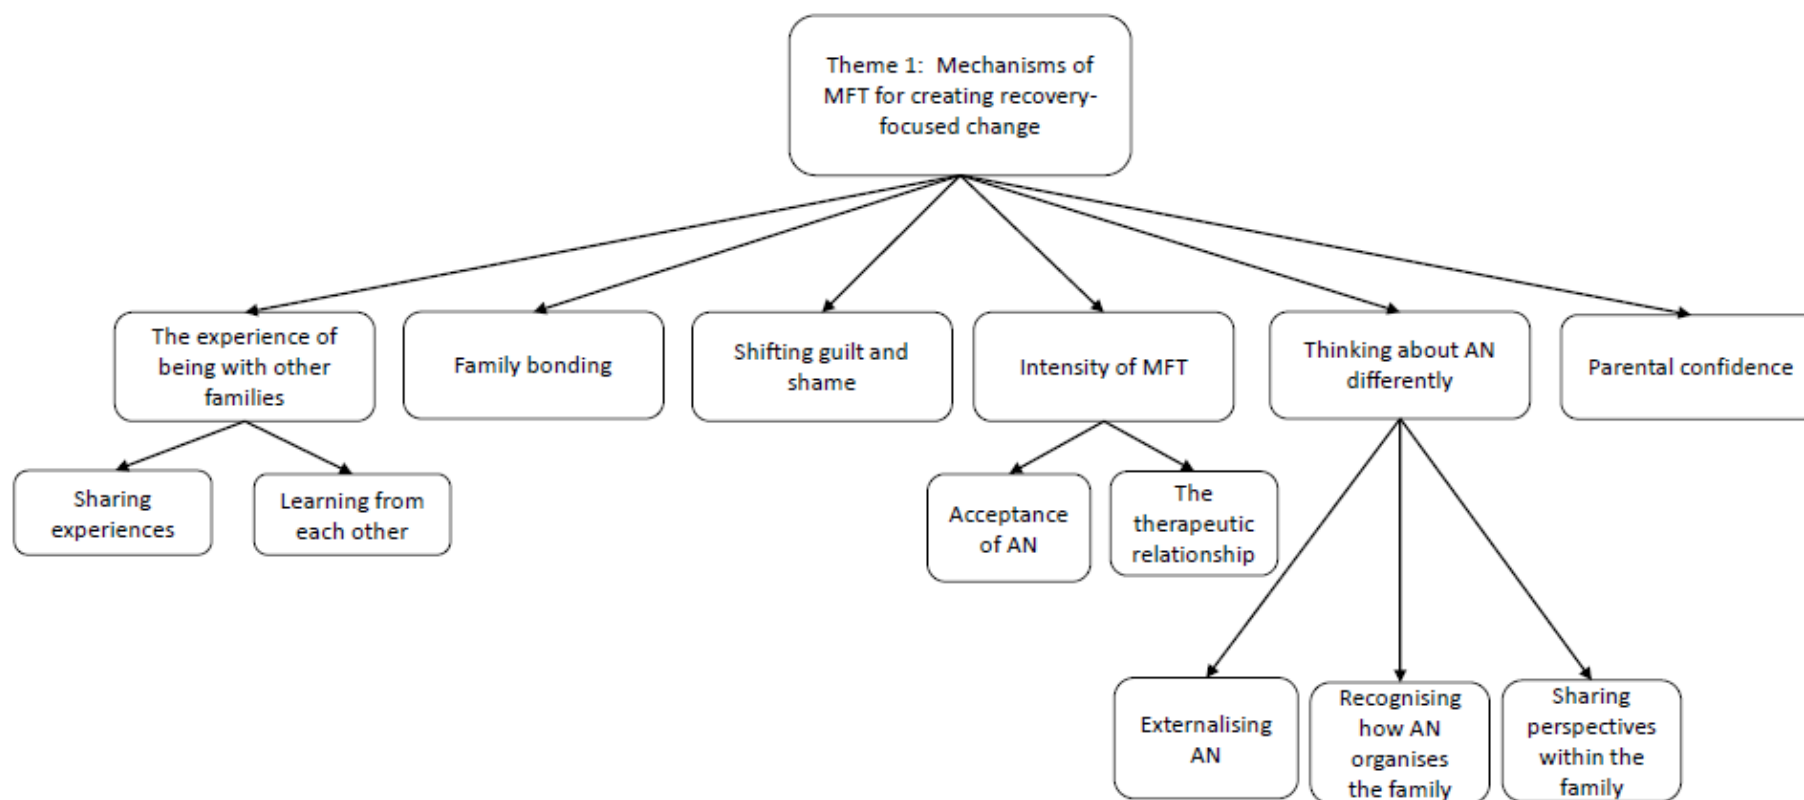 Theme 1:  Mechanisms of
MFT for creating recovery-
focused change
The experience of
being with other
families
Family bonding
Shifting guilt and
shame
Intensity of MFT
Thinking about AN
differently
Parental confidence
Sharing
experiences
Learning from
each other
Acceptance
of AN
The
therapeutic
relationship
Externalising
AN
Recognising
how AN
organises
the family
Sharing
perspectives
within the
family